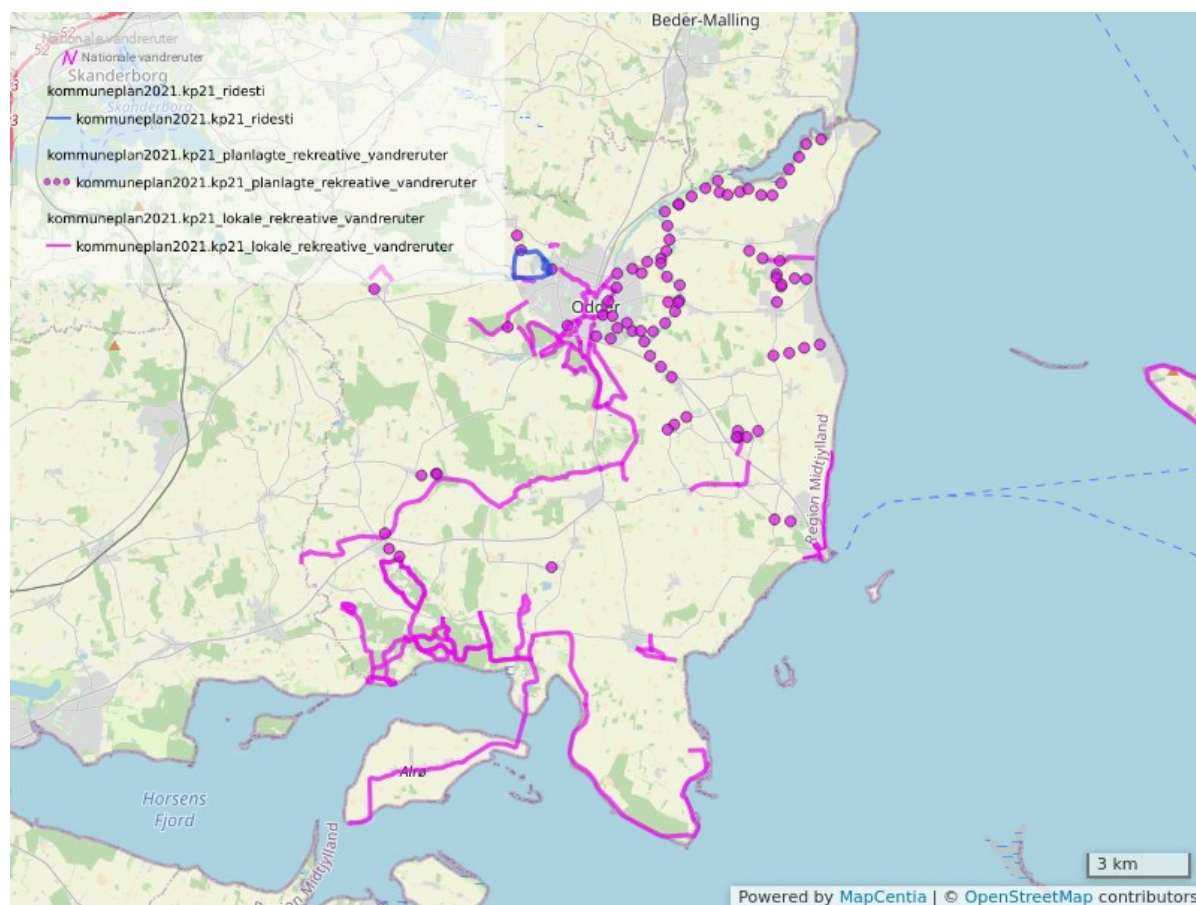 Beder-Malling
Nationale vandreruter
Nationale vandreruter
Skanderborg
kommuneplan2021.kp21_ridesti
Skanderborg
kommuneplan2021.kp21_ridesti
kommuneplan2021.kp21_planlagte_rekreative_vandreruter
kommuneplan2021.kp21_planlagte_rekreative_vandreruter
kommuneplan2021.kp21_lokale_rekreative_vandreruter
kommuneplan2021.kp21_lokale_rekreative_vandreruter
Odder
Region Midtjylland
Alrø
Horsens
Fjord
Region Midtjylland
3 km
Powered by MapCentia | © OpenStreetMap contributors